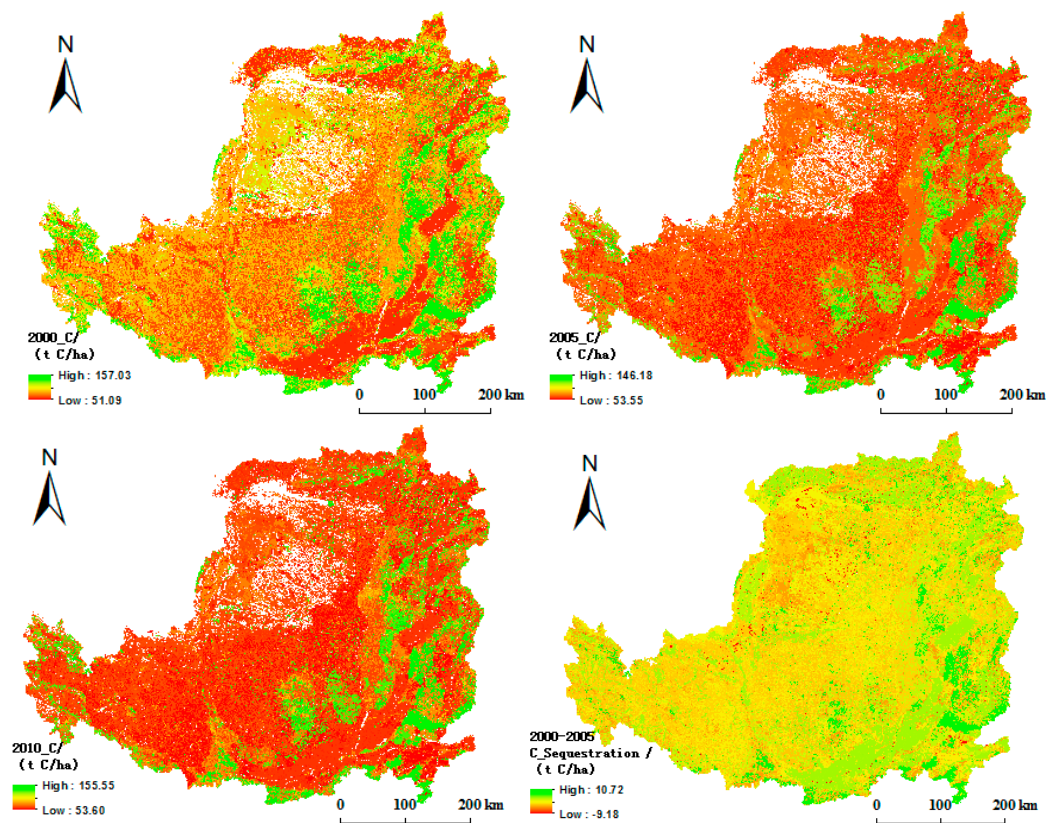 N
2000_C/
(t C/ha)
High : 157.03
Low : 51.09
0 100 200 km
N
2005_C/
(t C/ha)
High : 146.18
Low : 53.55
0 100 200 km
N
2010_C/
(t C/ha)
High : 155.55
Low : 53.60
0 100 200 km
N
2000-2005
C_Sequestration /
(t C/ha)
High : 10.72
Low : -9.18
0 100 200 km